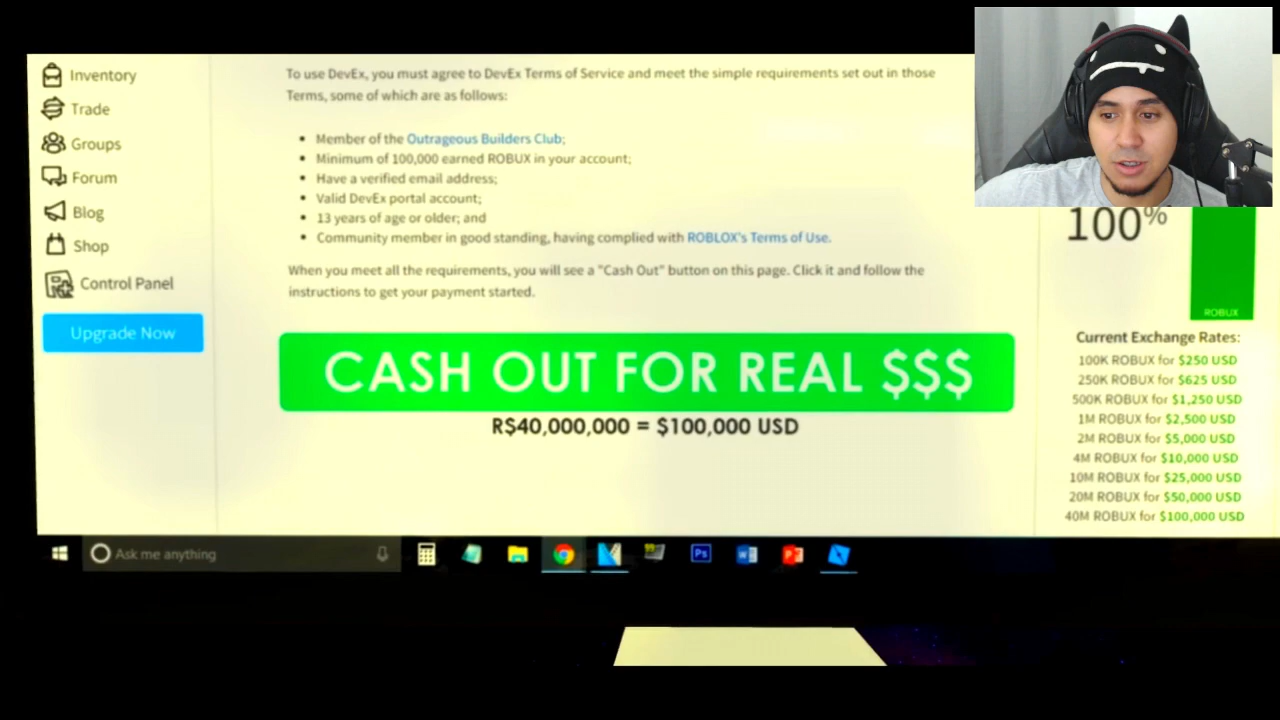 Inventory
Trade
Groups
Forum
Blog
Shop
Control Panel
Upgrade Now
To use DevEx, you must agree to DevEx Terms of Service and meet the simple requirements set out in those
Terms, some of which are as follows:
Member of the Outrageous Builders Club;
Minimum of 100,000 earned ROBUX in your account;
Have a verified email address;
Valid DevEx portal account;
13 years of age or older; and
Community member in good standing, having complied with ROBLOX's Terms of Use.
When you meet all the requirements, you will see a "Cash Out" button on this page. Click it and follow the
instructions to get your payment started.
CASH OUT FOR REAL $$$
R$40,000,000 = $100,000 USD
100%
ROBUX
Current Exchange Rates:
100K ROBUX for $250 USD
250K ROBUX for $625 USD
500K ROBUX for $1,250 USD
1M ROBUX for $2,500 USD
2M ROBUX for $5,000 USD
4M ROBUX for $10,000 USD
10M ROBUX for $25,000 USD
20M ROBUX for $50,000 USD
40M ROBUX for $100,000 USD
Ask me anything
Ps